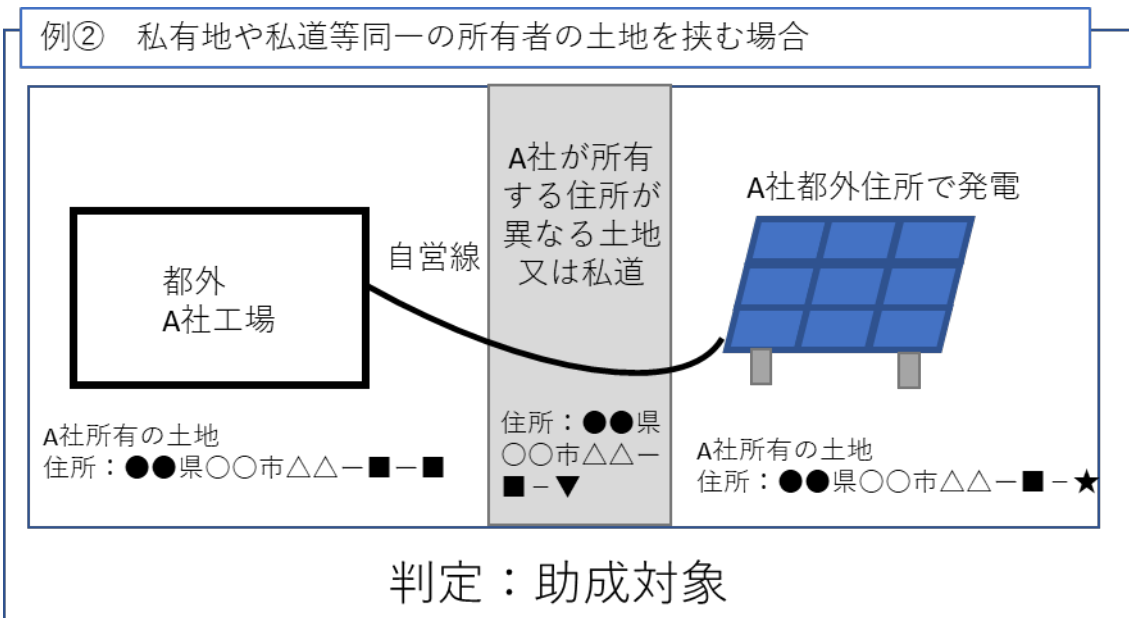 例② 私有地や私道等同一の所有者の土地を挟む場合
都外
A社工場
自営線
A社が所有
する住所が
異なる土地
又は私道
A社都外住所で発電
A社所有の土地
住所：●●県〇〇市△△ー■ー■
住所：●●県
〇〇市△△ー
■－▼
A社所有の土地
住所：●●県〇〇市△△ー■－★
判定：助成対象